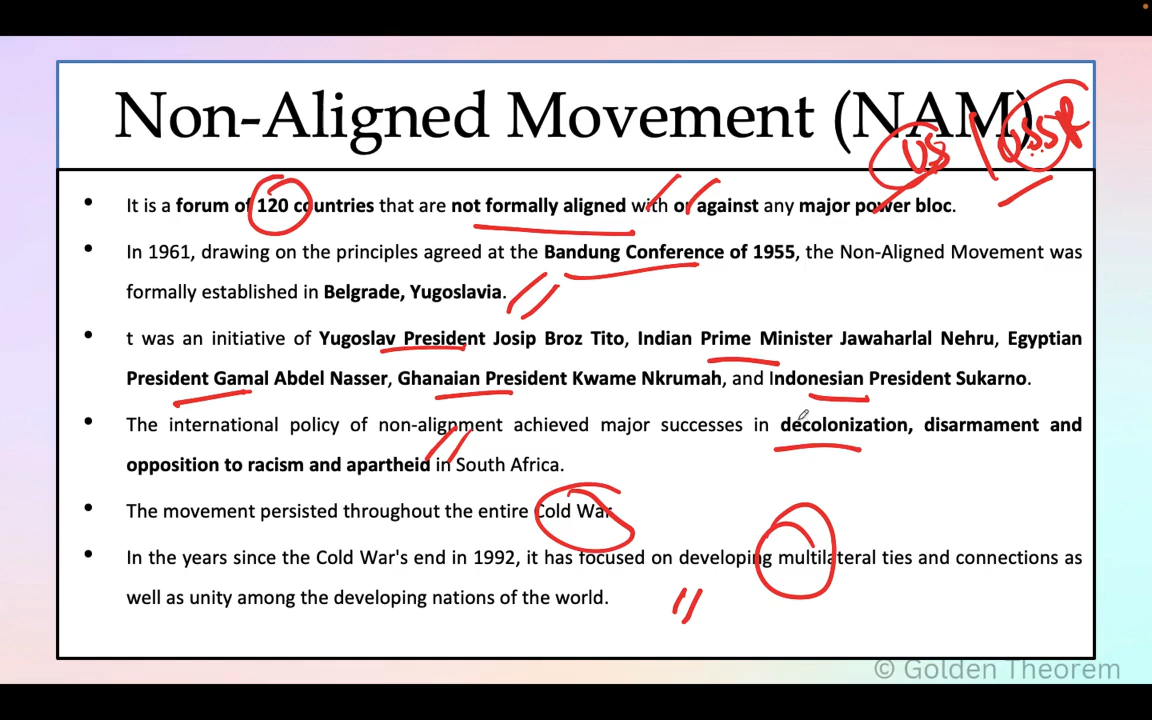 Non-Aligned Movement (NAM)
US / USSR
• It is a forum of 120 countries that are not formally aligned with or against any major power bloc.
• In 1961, drawing on the principles agreed at the Bandung Conference of 1955, the Non-Aligned Movement was
formally established in Belgrade, Yugoslavia.
• t was an initiative of Yugoslav President Josip Broz Tito, Indian Prime Minister Jawaharlal Nehru, Egyptian
President Gamal Abdel Nasser, Ghanaian President Kwame Nkrumah, and Indonesian President Sukarno.
• The international policy of non-alignment achieved major successes in decolonization, disarmament and
opposition to racism and apartheid in South Africa.
• The movement persisted throughout the entire Cold War.
• In the years since the Cold War's end in 1992, it has focused on developing multilateral ties and connections as
well as unity among the developing nations of the world.
© Golden Theorem